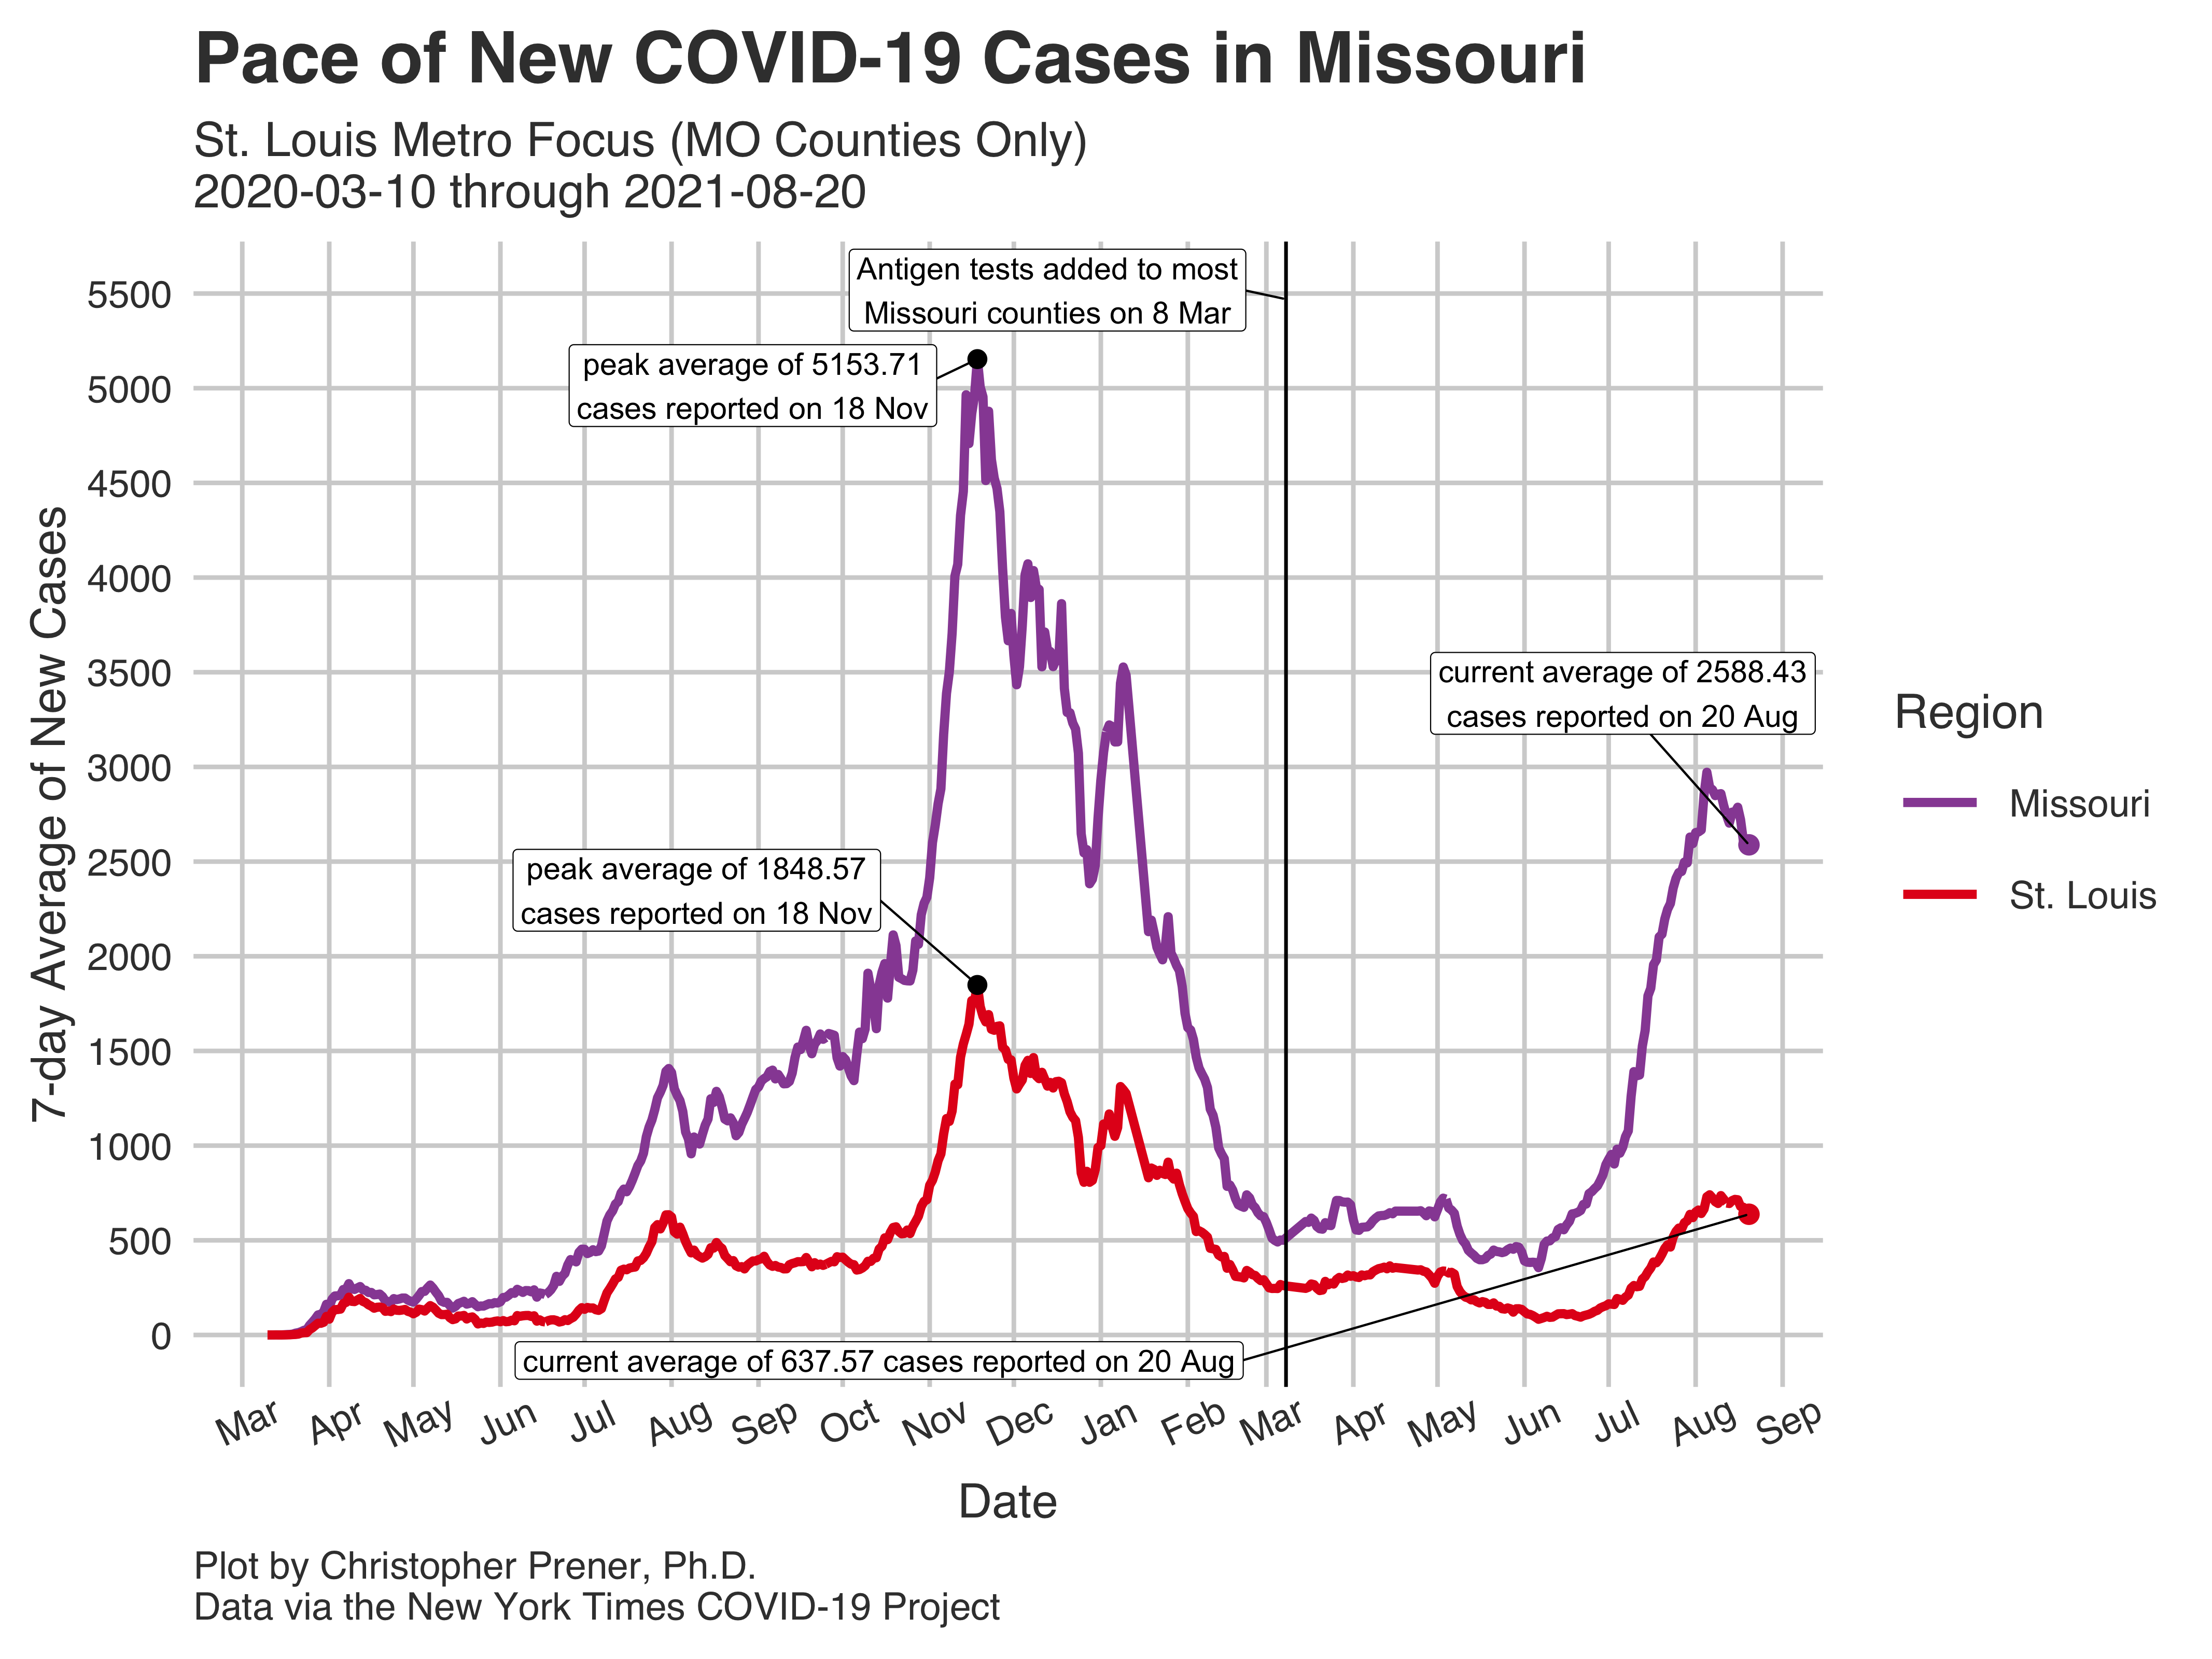 Pace of New COVID-19 Cases in Missouri
St. Louis Metro Focus (MO Counties Only)
2020-03-10 through 2021-08-20
Antigen tests added to most
Missouri counties on 8 Mar
peak average of 5153.71
cases reported on 18 Nov
current average of 2588.43
cases reported on 20 Aug
peak average of 1848.57
cases reported on 18 Nov
current average of 637.57 cases reported on 20 Aug
7-day Average of New Cases
5500
5000
4500
4000
3500
3000
2500
2000
1500
1000
500
0
Mar
Apr
May
Jun
Jul
Aug
Sep
Oct
Nov
Dec
Jan
Feb
Mar
Apr
May
Jun
Jul
Aug
Sep
Date
Region
Missouri
St. Louis
Plot by Christopher Prener, Ph.D.
Data via the New York Times COVID-19 Project